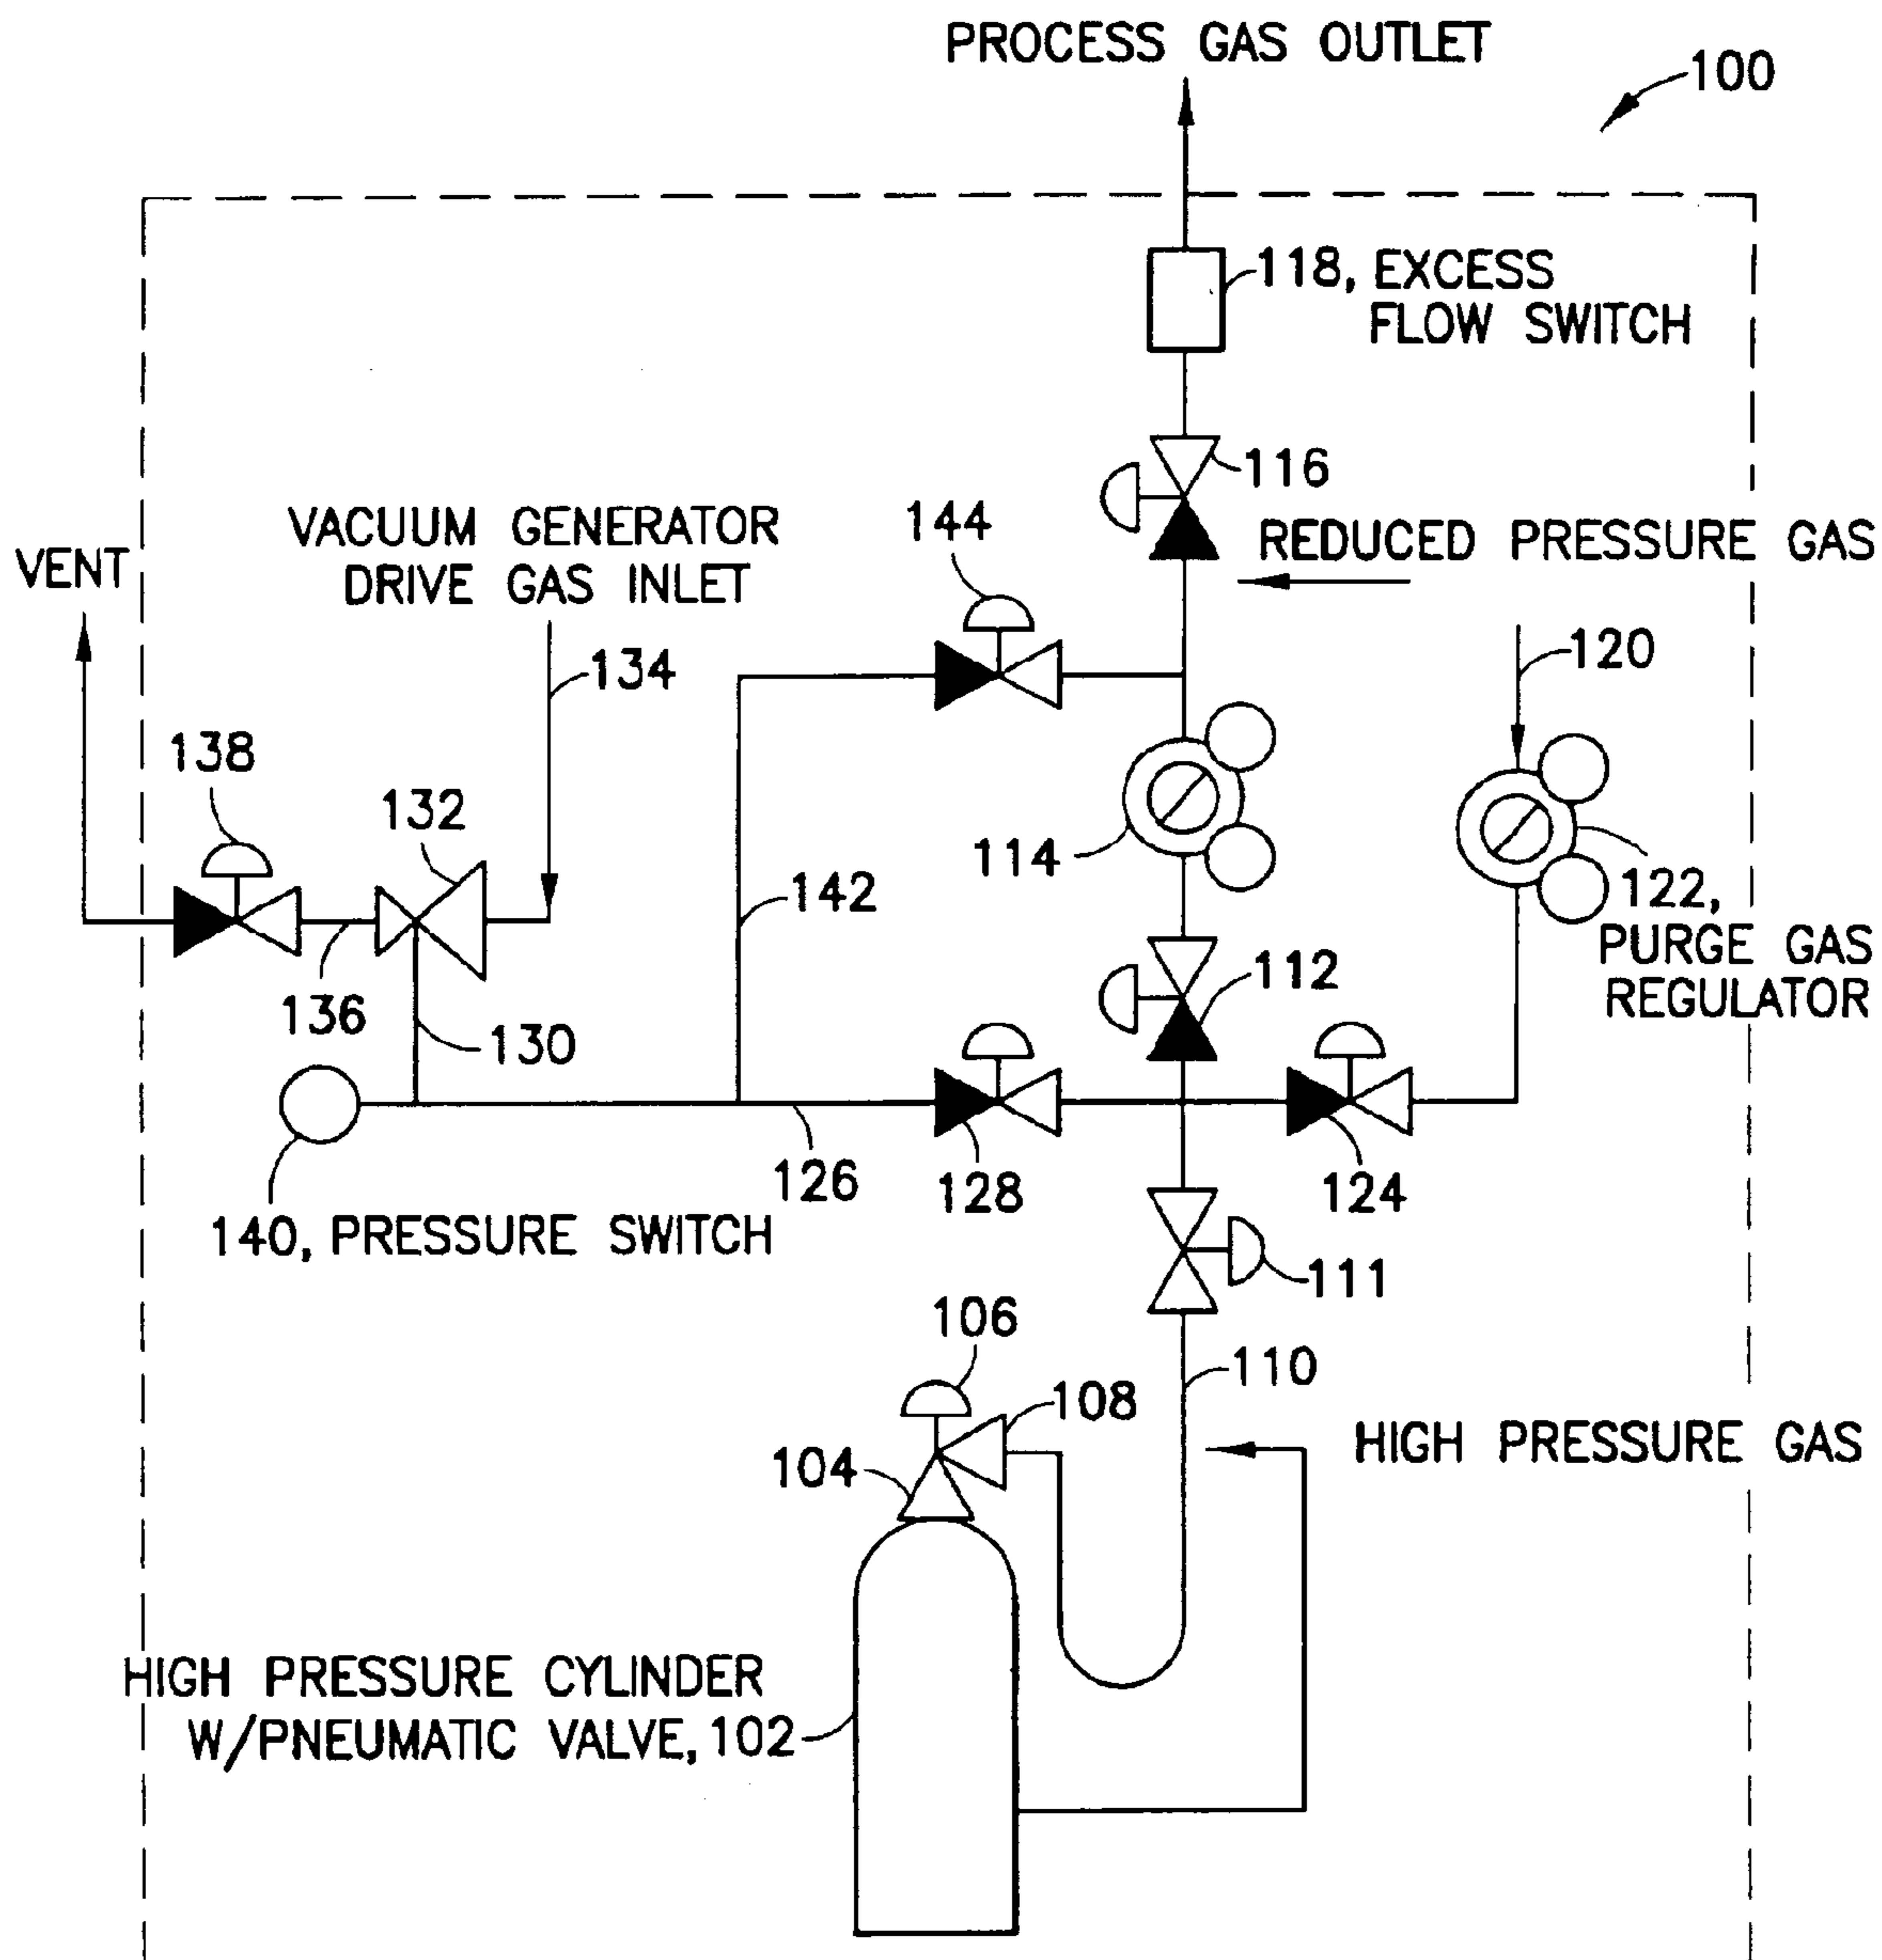 PROCESS GAS OUTLET
100
118, EXCESS
FLOW SWITCH
116
REDUCED PRESSURE GAS
144
VACUUM GENERATOR
DRIVE GAS INLET
VENT
134
120
138
132
114
142
122,
PURGE GAS
REGULATOR
112
136
130
126
128
124
140, PRESSURE SWITCH
111
106
110
108
104
HIGH PRESSURE GAS
HIGH PRESSURE CYLINDER
W/PNEUMATIC VALVE, 102